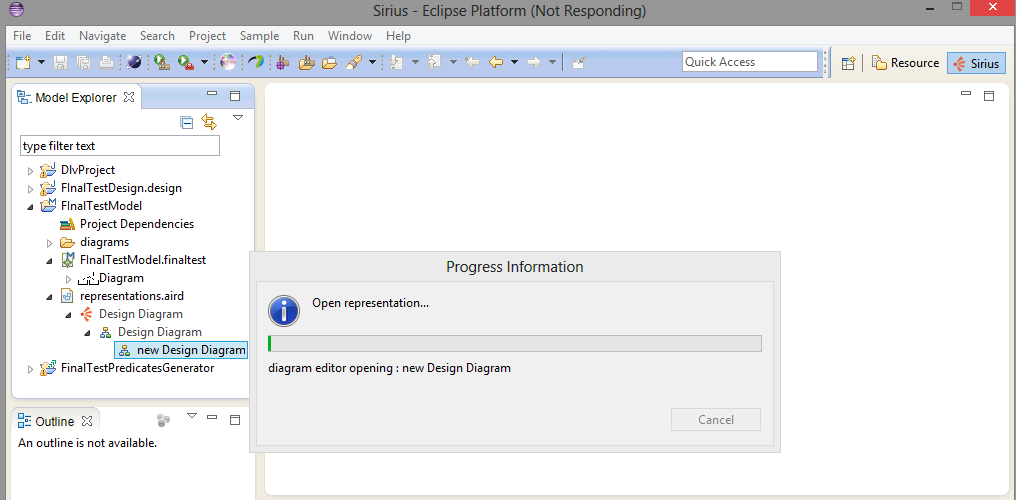 Sirius - Eclipse Platform (Not Responding)
File Edit Navigate Search Project Sample Run Window Help
Quick Access
Resource
Sirius
Model Explorer
type filter text
DlvProject
FInalTestDesign.design
FInalTestModel
Project Dependencies
diagrams
FInalTestModel.finaltest
Diagram
representations.aird
Design Diagram
Design Diagram
new Design Diagram
FinalTestPredicatesGenerator
Outline
An outline is not available.
Progress Information
Open representation...
diagram editor opening : new Design Diagram
Cancel